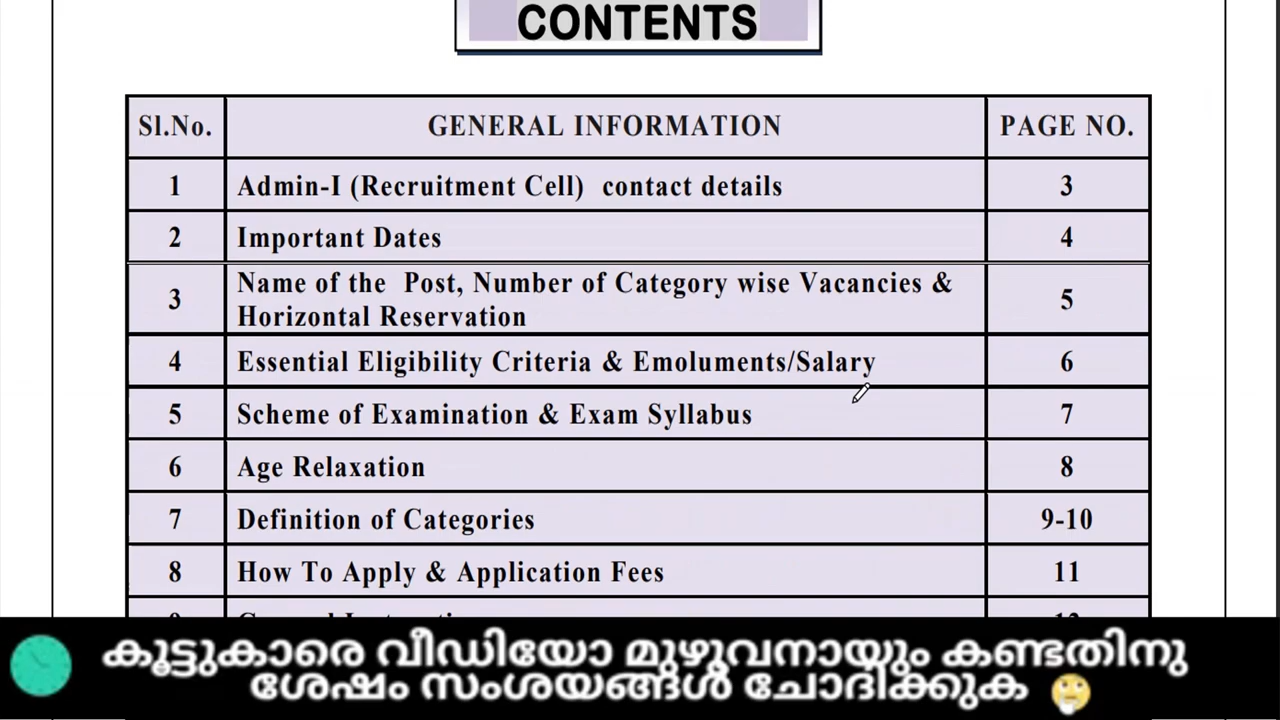 CONTENTS
Sl.No. GENERAL INFORMATION PAGE NO.
1 Admin-I (Recruitment Cell) contact details 3
2 Important Dates 4
3 Name of the Post, Number of Category wise Vacancies & 5
Horizontal Reservation
4 Essential Eligibility Criteria & Emoluments/Salary 6
5 Scheme of Examination & Exam Syllabus 7
6 Age Relaxation 8
7 Definition of Categories 9-10
8 How To Apply & Application Fees 11
കൂട്ടുകാരെ വീഡിയോ മുഴുവനായും കണ്ടതിനു
ശേഷം സംശയങ്ങൾ ചോദിക്കുക 🤔